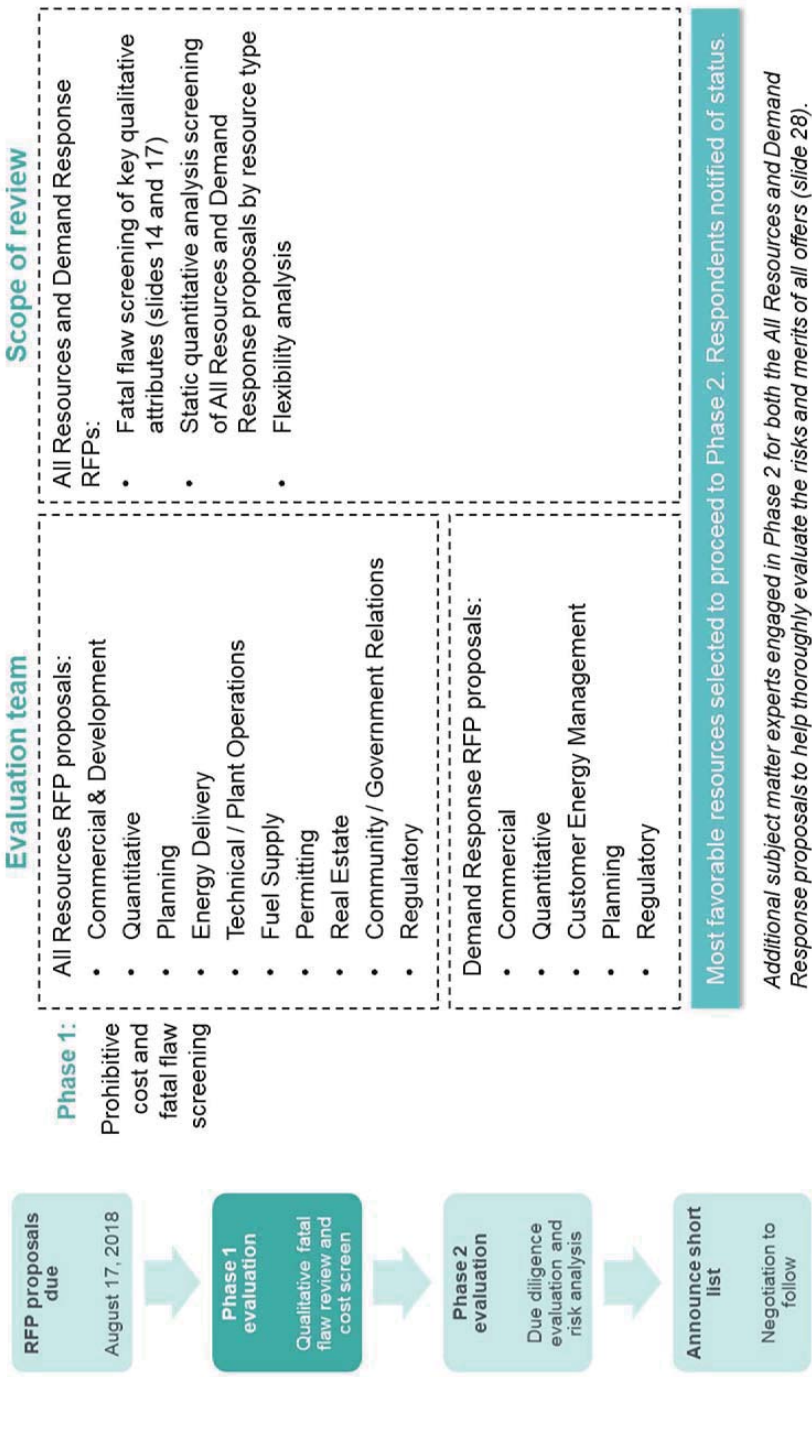 RFP proposals
due
August 17, 2018
Phase 1
evaluation
Qualitative fatal
flaw review and
cost screen
Phase 2
evaluation
Due diligence
evaluation and
risk analysis
Announce short
list
Negotiation to
follow
Phase 1:
Prohibitive
cost and
fatal flaw
screening
Evaluation team
All Resources RFP proposals:
• Commercial & Development
• Quantitative
• Planning
• Energy Delivery
• Technical / Plant Operations
• Fuel Supply
• Permitting
• Real Estate
• Community / Government Relations
• Regulatory
Demand Response RFP proposals:
• Commercial
• Quantitative
• Customer Energy Management
• Planning
• Regulatory
Scope of review
All Resources and Demand Response
RFPs:
• Fatal flaw screening of key qualitative
attributes (slides 14 and 17)
• Static quantitative analysis screening
of All Resources and Demand
Response proposals by resource type
• Flexibility analysis
Most favorable resources selected to proceed to Phase 2. Respondents notified of status.
Additional subject matter experts engaged in Phase 2 for both the All Resources and Demand
Response proposals to help thoroughly evaluate the risks and merits of all offers (slide 28).